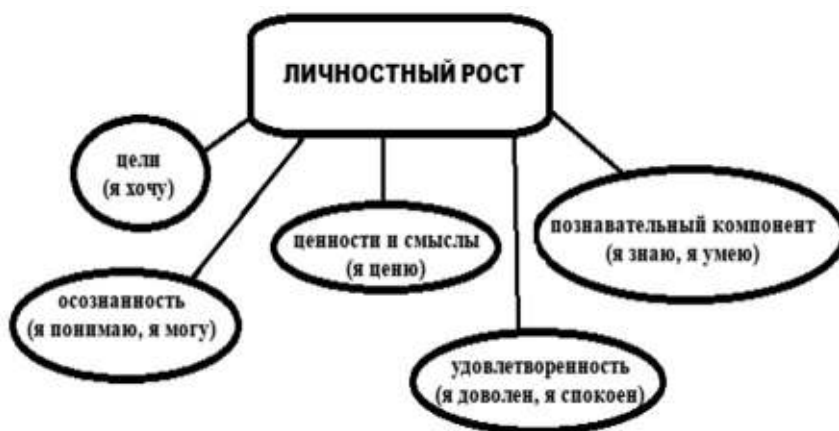 ЛИЧНОСТНЫЙ РОСТ
цели
(я хочу)
ценности и смыслы
(я ценю)
познавательный компонент
(я знаю, я умею)
осознанность
(я понимаю, я могу)
удовлетворенность
(я доволен, я спокоен)